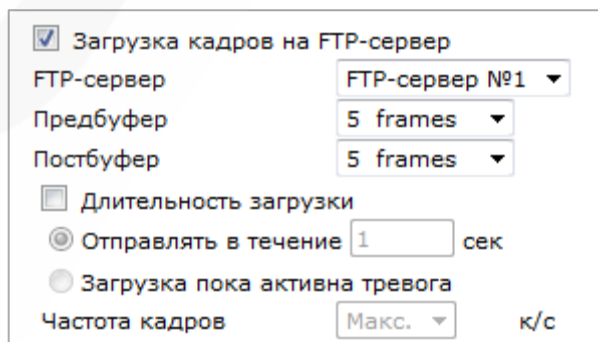 Загрузка кадров на FTP-сервер
FTP-сервер FTP-сервер №1
Предбуфер 5 frames
Постбуфер 5 frames
Длительность загрузки
Отправлять в течение 1 сек
Загрузка пока активна тревога
Частота кадров Макс. к/с